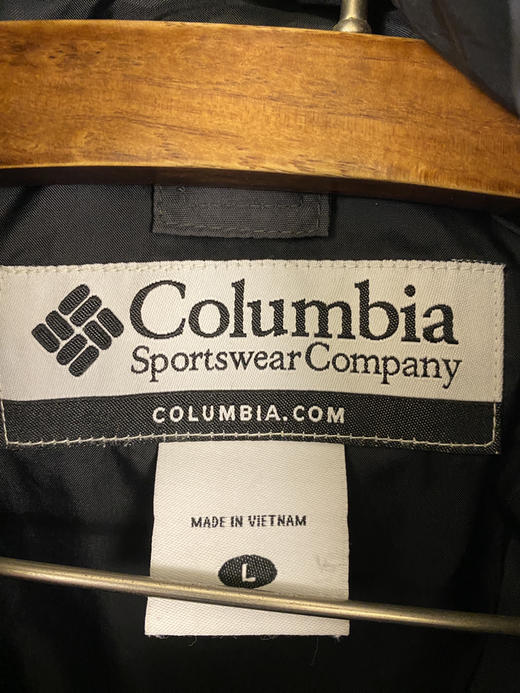 Columbia
Sportswear Company
COLUMBIA.COM
MADE IN VIETNAM
L